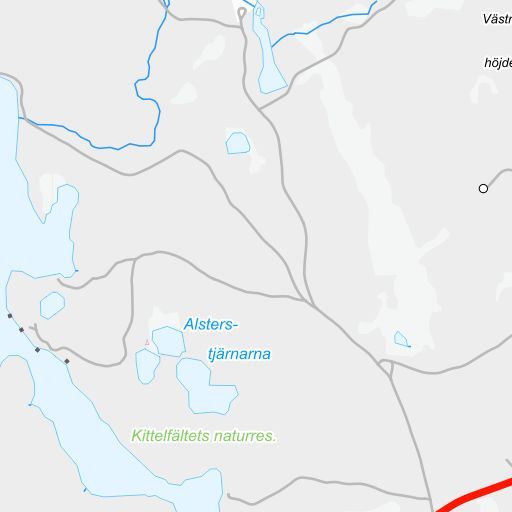 Västr
höjde
Alsters-
tjärnarna
Kittelfältets naturres.